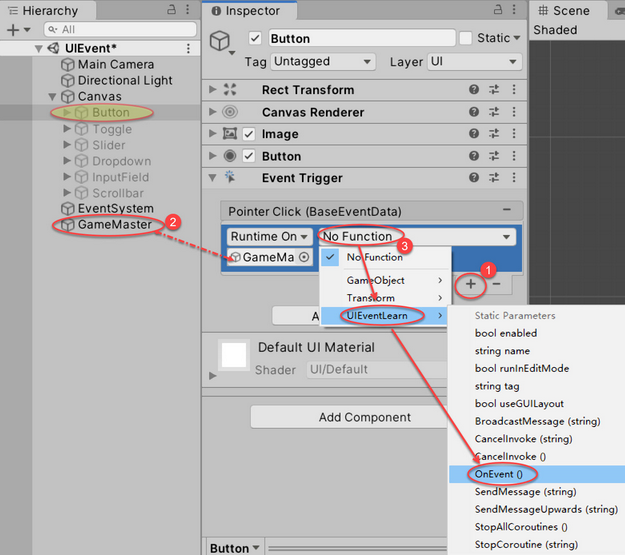 Hierarchy
All
UIEvent*
Main Camera
Directional Light
Canvas
Button
Toggle
Slider
Dropdown
InputField
Scrollbar
EventSystem
GameMaster
2
Inspector
Button
Static
Tag Untagged Layer UI
Rect Transform
Canvas Renderer
Image
Button
Event Trigger
Pointer Click (BaseEventData)
Runtime On No Function
3
GameMa
No Function
GameObject
Transform
UIEventLearn
1
A
Default UI Material
Shader UI/Default
Add Component
Button
Scene
Shaded
Static Parameters
bool enabled
string name
bool runInEditMode
string tag
bool useGUILayout
BroadcastMessage (string)
CancelInvoke (string)
CancelInvoke ()
OnEvent ()
SendMessage (string)
SendMessageUpwards (string)
StopAllCoroutines ()
StopCoroutine (string)